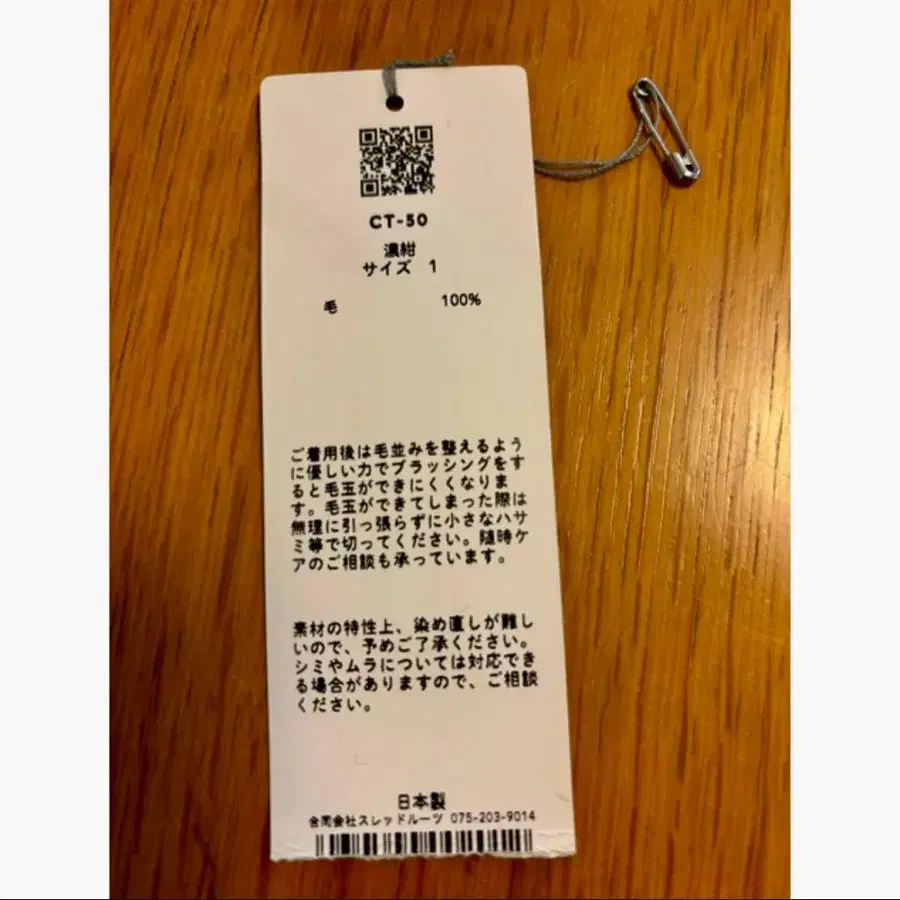 CT-50
濃紺
サイズ 1
毛 100%
ご着用後は毛並みを整えるよう
に優しい力でブラッシングをす
ると毛玉ができにくくなりま
す。毛玉ができてしまった際は
無理に引っ張らずに小さなハサ
ミ等で切ってください。随時ケ
アのご相談も承っています。
素材の特性上、染め直しが難し
いので、予めご了承ください。
シミやムラについては対応でき
る場合がありますので、ご相談
ください。
日本製
合同会社スレッドルーツ 075-203-9014